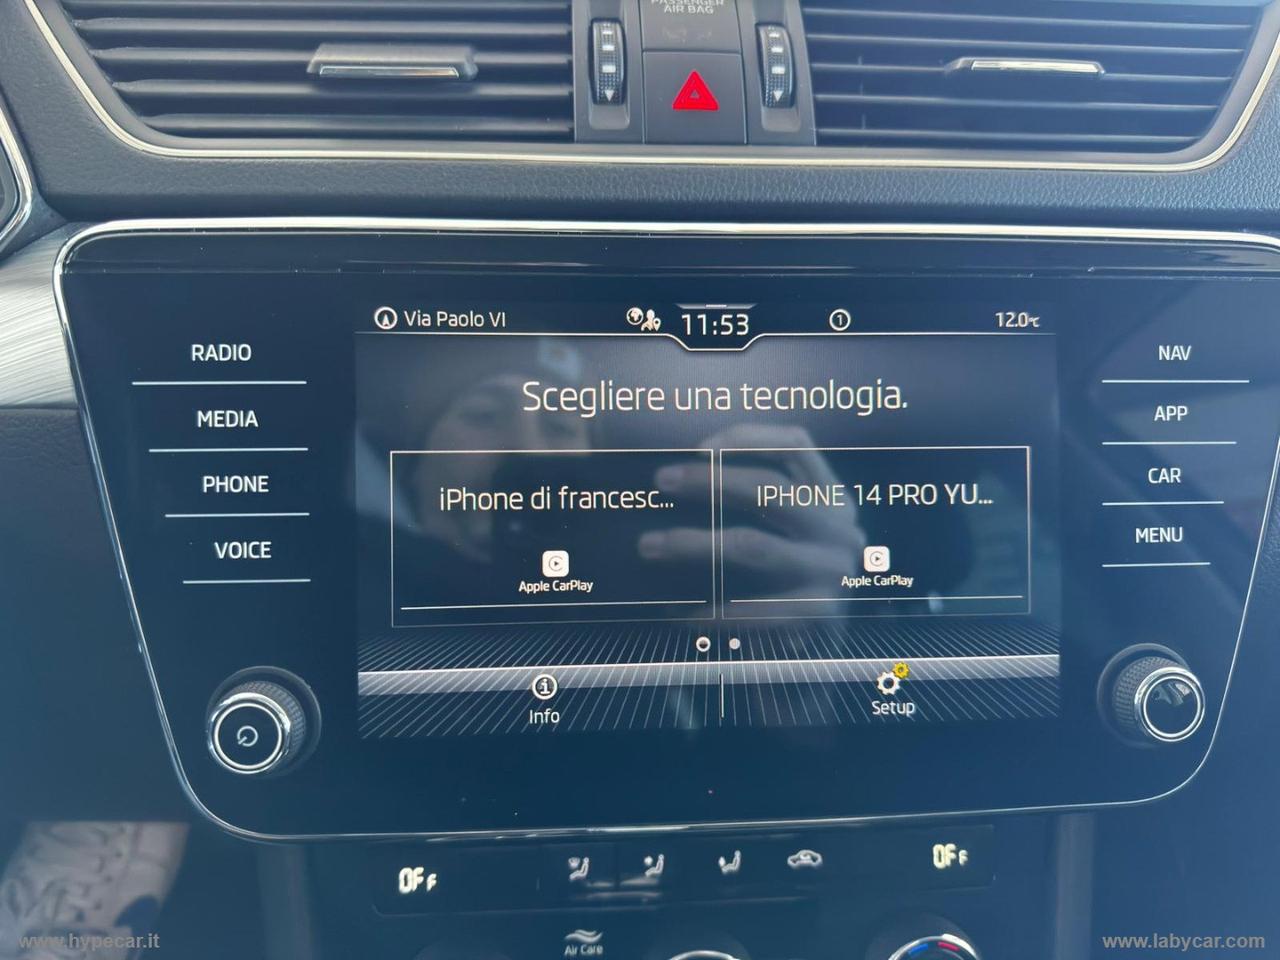 PASSENGER
AIR BAG
Via Paolo VI
11:53
1
12.0°C
RADIO
MEDIA
PHONE
VOICE
NAV
APP
CAR
MENU
Scegliere una tecnologia.
iPhone di francesc...
Apple CarPlay
IPHONE 14 PRO YU...
Apple CarPlay
Info
Setup
OFF
OFF
Air Care
www.hypecar.it
www.labycar.com